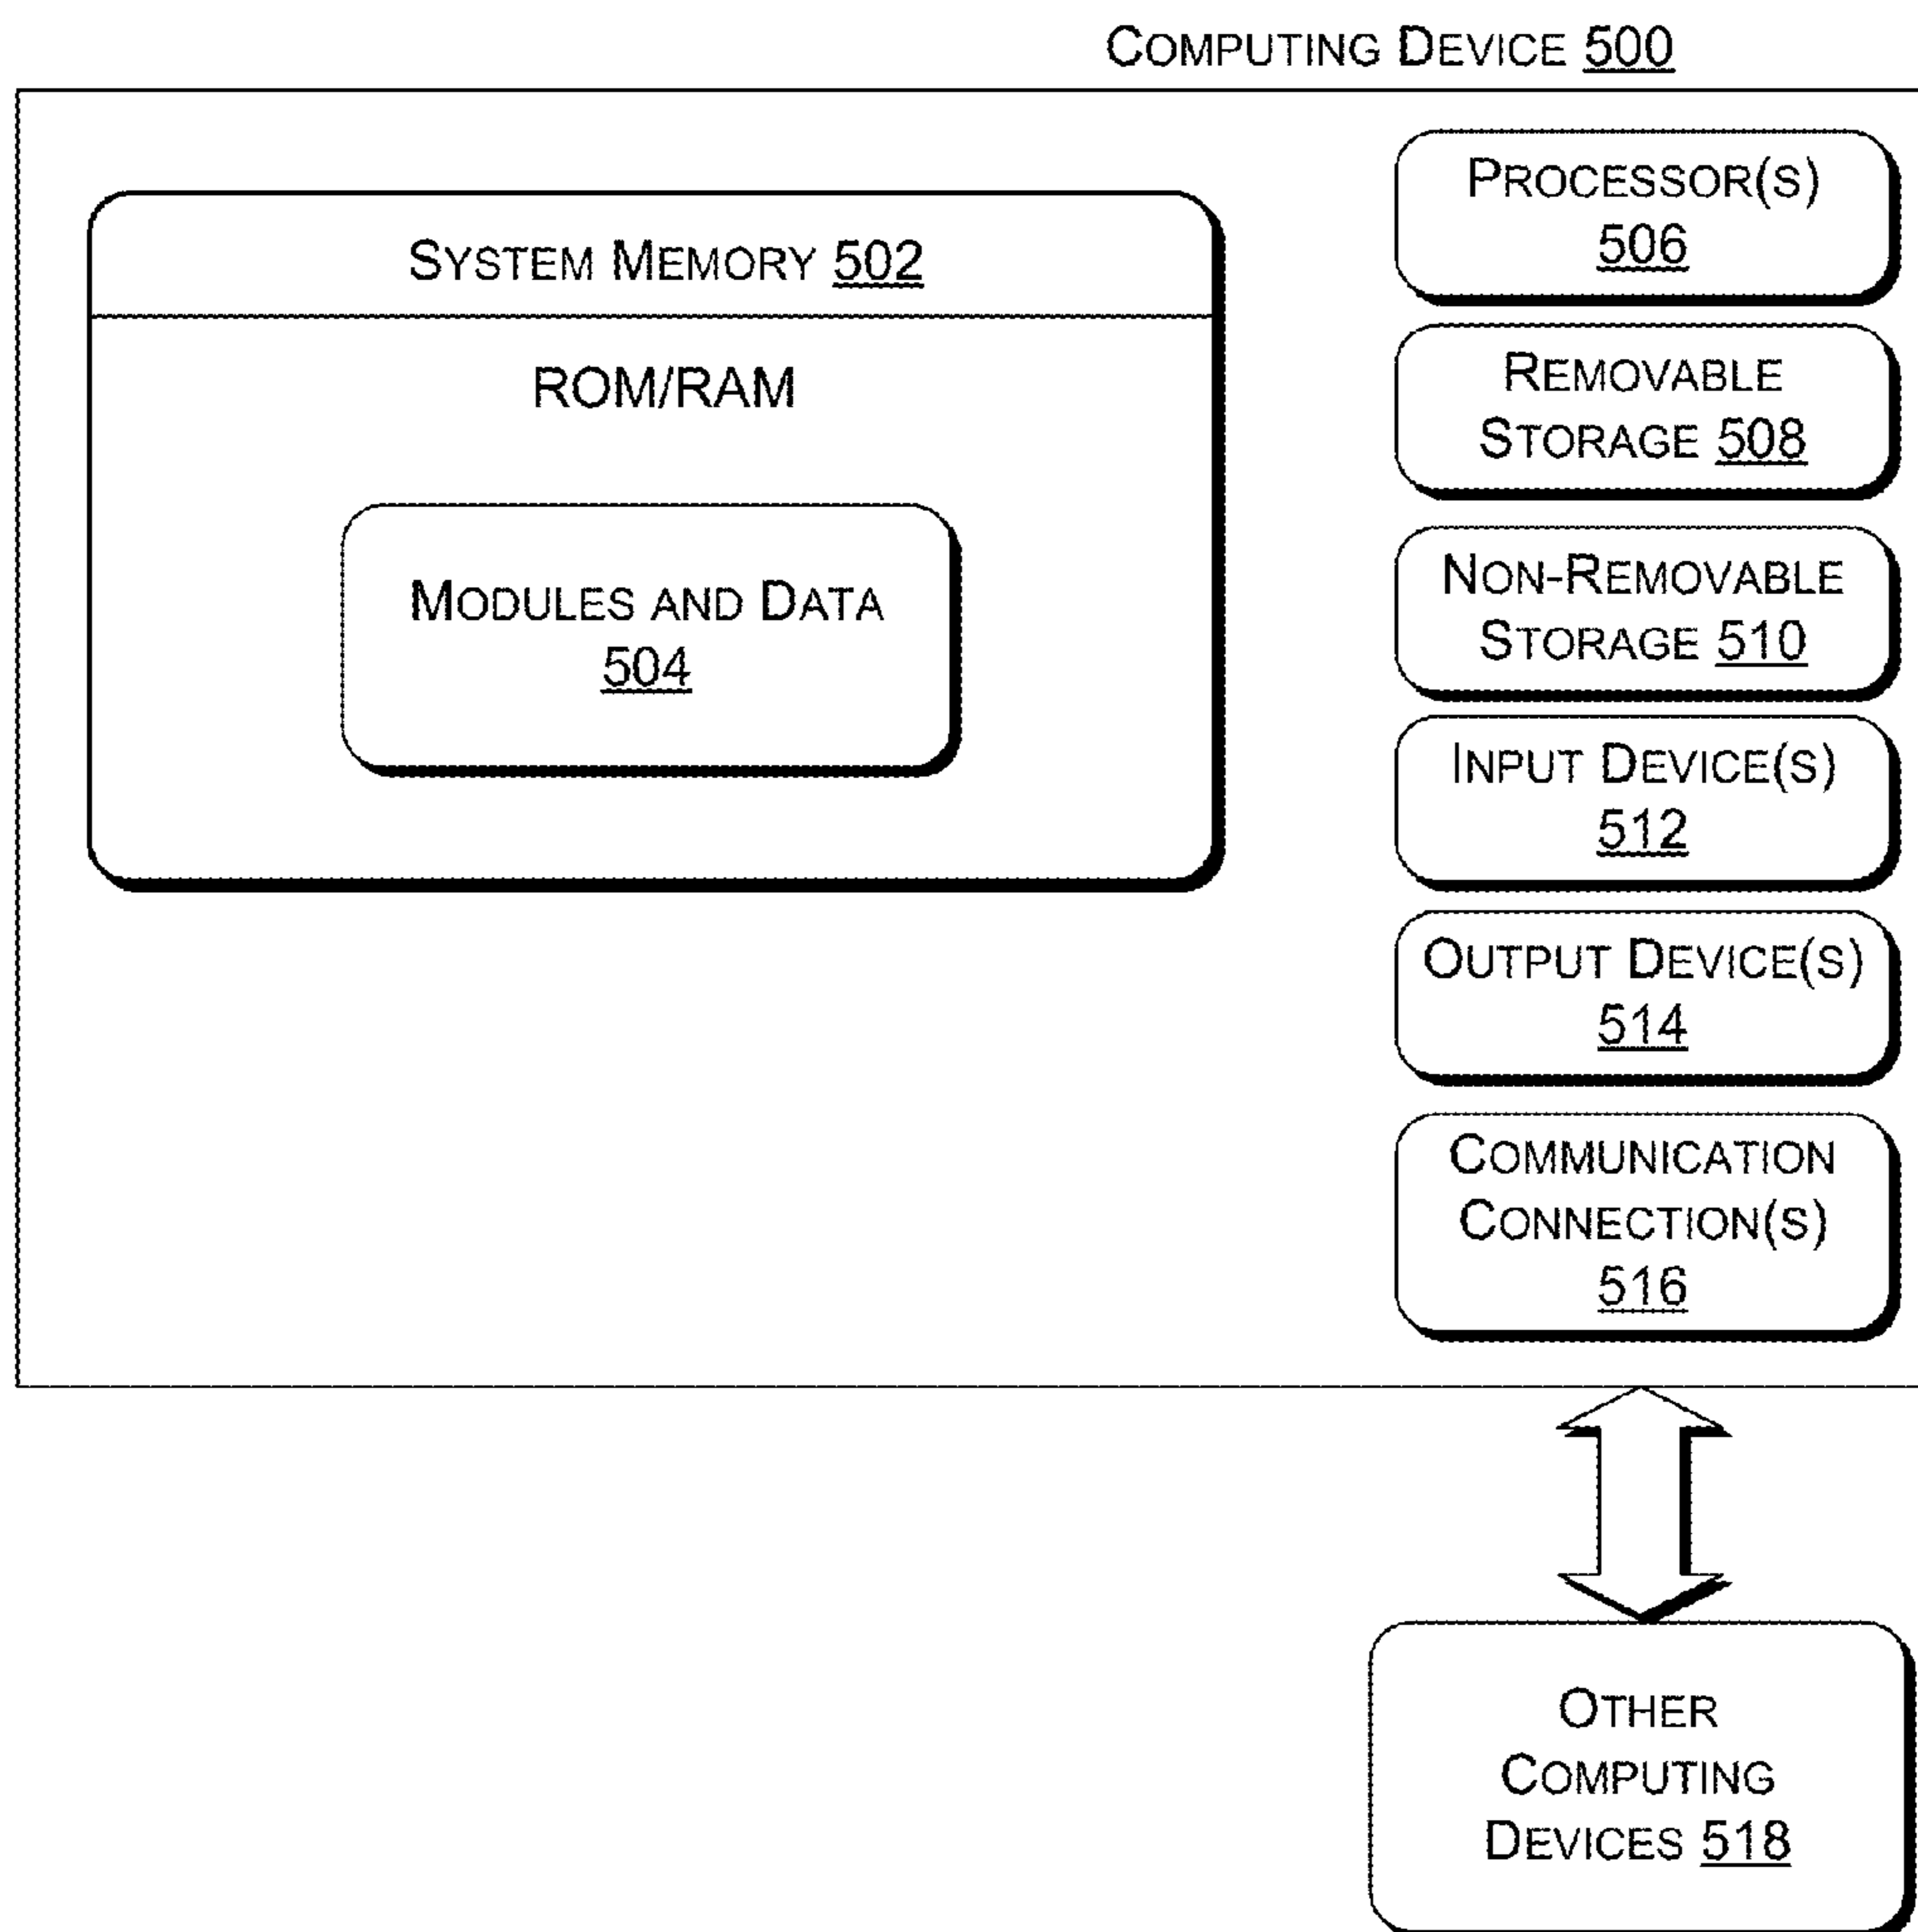 COMPUTING DEVICE 500
SYSTEM MEMORY 502
ROM/RAM
MODULES AND DATA
504
PROCESSOR(S)
506
REMOVABLE
STORAGE 508
NON-REMOVABLE
STORAGE 510
INPUT DEVICE(S)
512
OUTPUT DEVICE(S)
514
COMMUNICATION
CONNECTION(S)
516
OTHER
COMPUTING
DEVICES 518